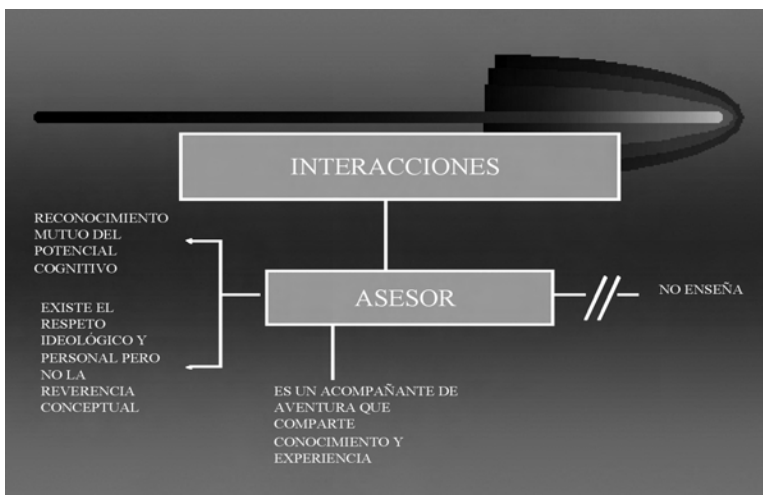 INTERACCIONES
RECONOCIMIENTO
MUTUO DEL
POTENCIAL
COGNITIVO
EXISTE EL
RESPETO
IDEOLÓGICO Y
PERSONAL PERO
NO LA
REVERENCIA
CONCEPTUAL
ASESOR
NO ENSEÑA
ES UN ACOMPAÑANTE DE
AVENTURA QUE
COMPARTE
CONOCIMIENTO Y
EXPERIENCIA